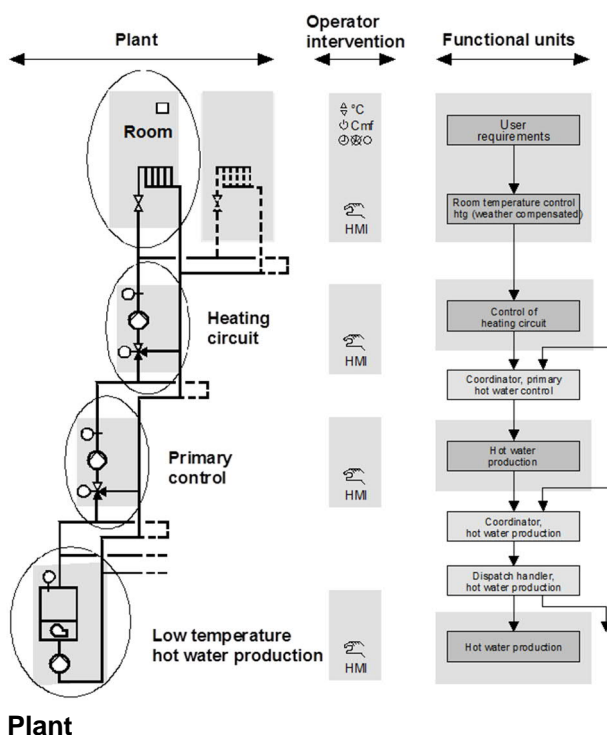 Plant
Operator
intervention
Functional units
Room
°C
Cmf
HMI
User
requirements
Room temperature control
htg (weather compensated)
Heating
circuit
HMI
Control of
heating circuit
Coordinator, primary
hot water control
Primary
control
HMI
Hot water
production
Coordinator,
hot water production
Dispatch handler,
hot water production
Low temperature
hot water production
HMI
Hot water production
Plant